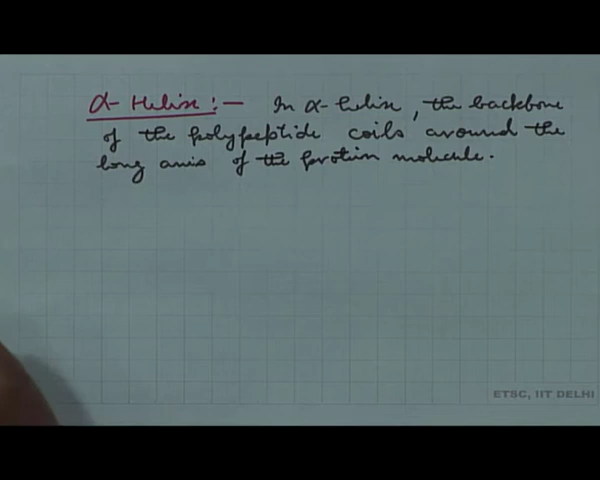 α- Helix :- In α- helix, the backbone
of the polypeptide coils around the
long axis of the protein molecule.
ETSC, IIT DELHI